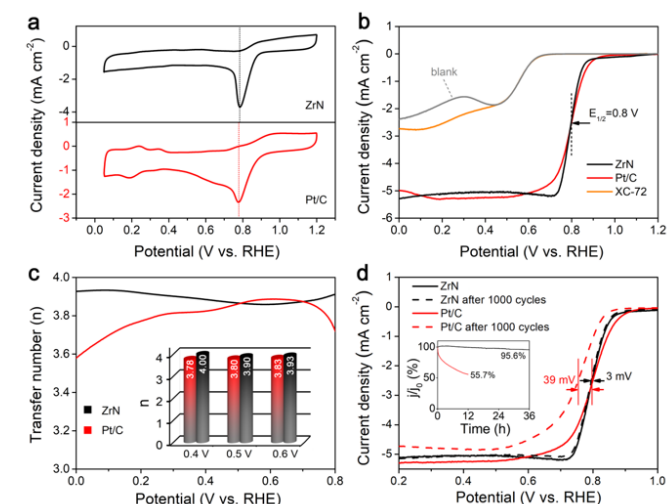 a
Current density (mA cm⁻²)
0
-2
-4
ZrN
1
0
-1
-2
-3
Pt/C
0.0 0.2 0.4 0.6 0.8 1.0 1.2
Potential (V vs. RHE)
b
Current density (mA cm⁻²)
0
-1
-2
-3
-4
-5
-6
blank
E1/2=0.8 V
ZrN
Pt/C
XC-72
0.0 0.2 0.4 0.6 0.8 1.0 1.2
Potential (V vs. RHE)
c
Transfer number (n)
4.0
3.8
3.6
3.4
3.2
3.0
ZrN
Pt/C
n
4
3
2
1
0
3.78 4.00 3.80 3.90 3.83 3.93
0.4 V 0.5 V 0.6 V
0.0 0.2 0.4 0.6 0.8
Potential (V vs. RHE)
d
Current density (mA cm⁻²)
0
-1
-2
-3
-4
-5
ZrN
ZrN after 1000 cycles
Pt/C
Pt/C after 1000 cycles
j/j0 (%)
100
50
0
95.6%
55.7%
0 12 24 36
Time (h)
39 mV
3 mV
0.2 0.4 0.6 0.8 1.0
Potential (V vs. RHE)